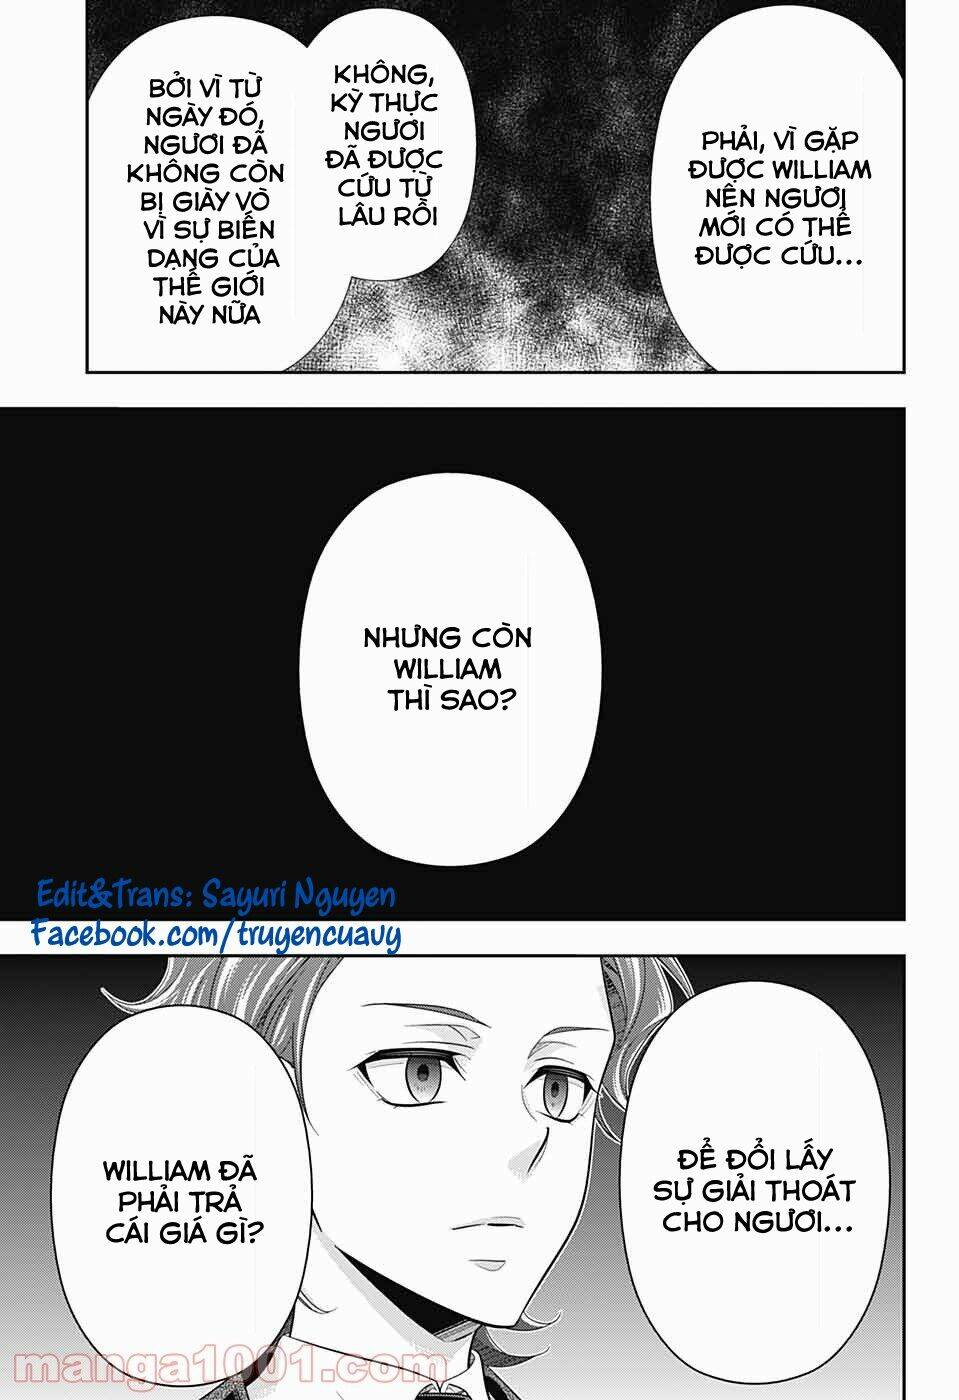 PHẢI, VÌ GẶP
ĐƯỢC WILLIAM
NÊN NGƯƠI
MỚI CÓ THỂ
ĐƯỢC CỨU...
KHÔNG,
KỲ THỰC
NGƯƠI
ĐÃ ĐƯỢC
CỨU TỪ
LÂU RỒI
BỞI VÌ TỪ
NGÀY ĐÓ,
NGƯƠI ĐÃ
KHÔNG CÒN
BỊ GIÀY VÒ
VÌ SỰ BIẾN
DẠNG CỦA
THẾ GIỚI
NÀY NỮA
NHƯNG CÒN
WILLIAM
THÌ SAO?
Edit&Trans: Sayuri Nguyen
Facebook.com/truyencuavy
ĐỂ ĐỔI LẤY
SỰ GIẢI THOÁT
CHO NGƯƠI...
WILLIAM ĐÃ
PHẢI TRẢ
CÁI GIÁ GÌ?
manga1001.com